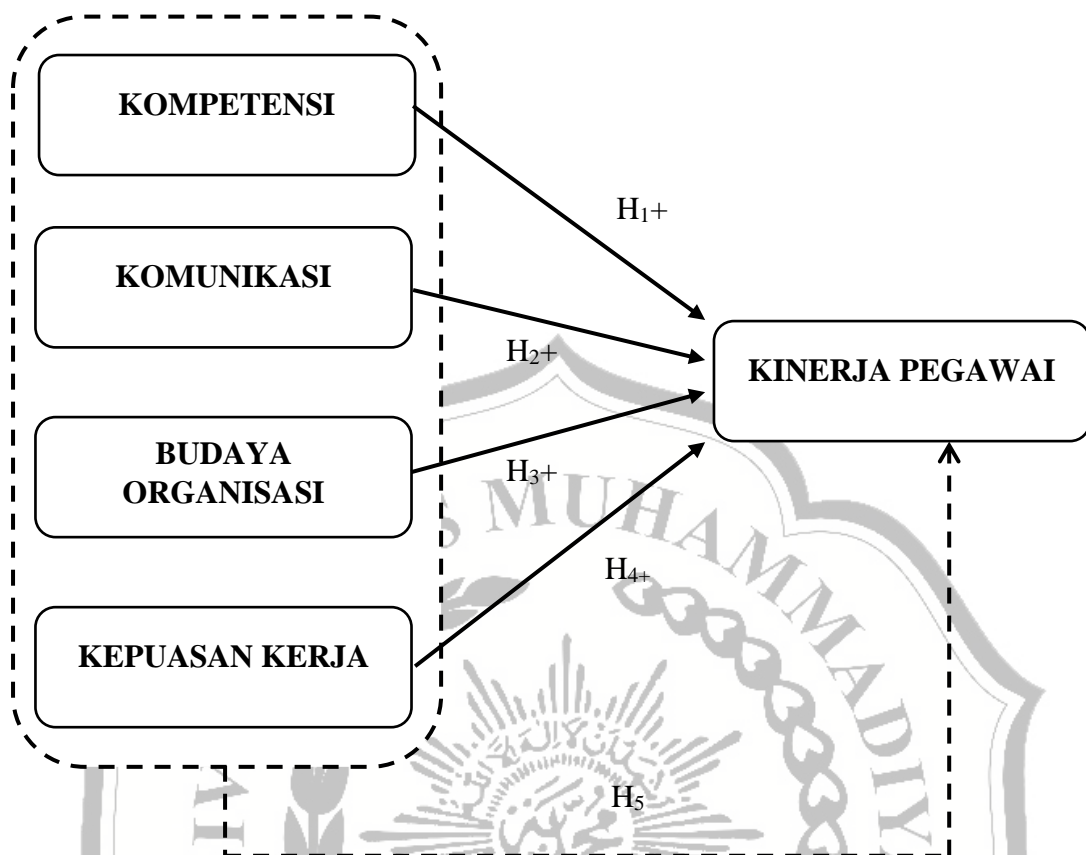 KOMPETENSI
H₁+
KOMUNIKASI
H₂+
KINERJA PEGAWAI
BUDAYA
ORGANISASI
H₃+
S MUHAMMADIY
H₄+
KEPUASAN KERJA
H₅